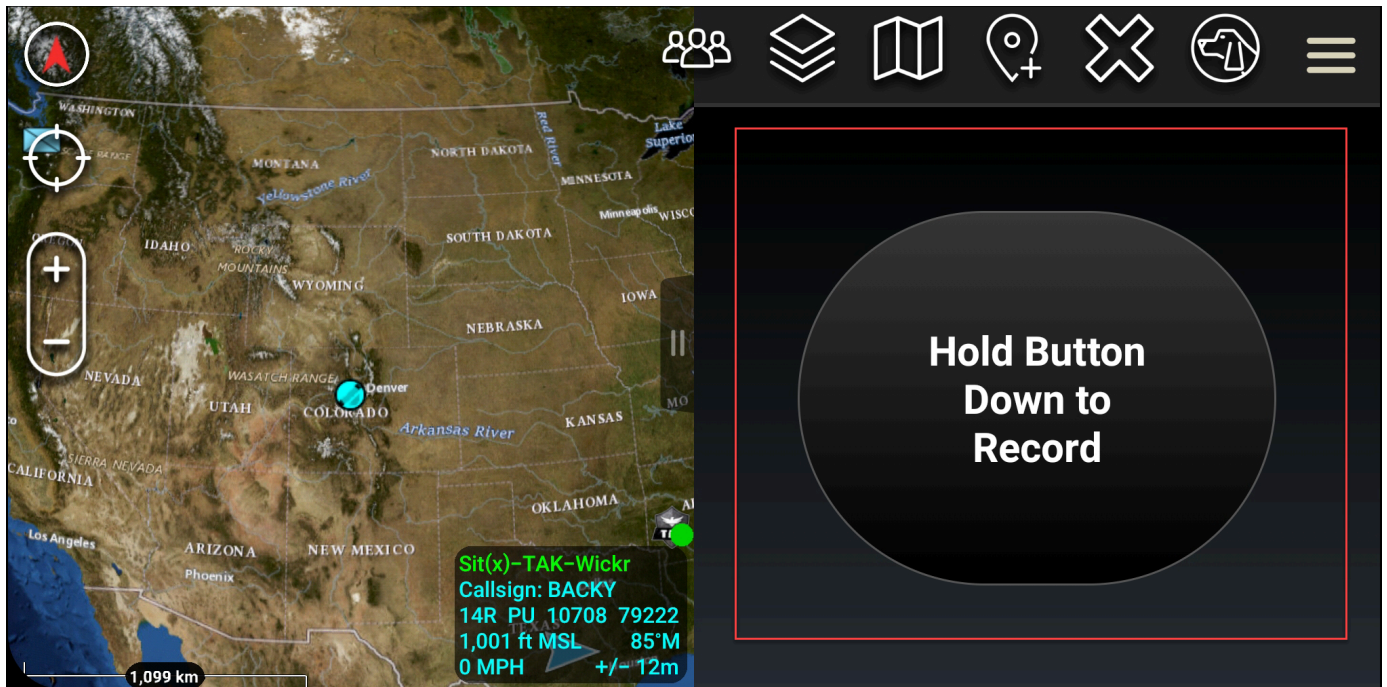 WASHINGTON
Red River
Lake
Superior
MONTANA
NORTH DAKOTA
Yellowstone River
MINNESOTA
Minneapolis
WISC
IDAHO
ROCKY
MOUNTAINS
SOUTH DAKOTA
WYOMING
IOWA
NEBRASKA
NEVADA
WASATCH RANGE
Denver
UTAH
COLORADO
MO
KANSAS
Arkansas River
SIERRA NEVADA
CALIFORNIA
OKLAHOMA
Los Angeles
ARIZONA
NEW MEXICO
Phoenix
TEXAS
Sit(x)-TAK-Wickr
Callsign: BACKY
14R PU 10708 79222
1,001 ft MSL 85°M
0 MPH +/- 12m
1,099 km
Hold Button
Down to
Record